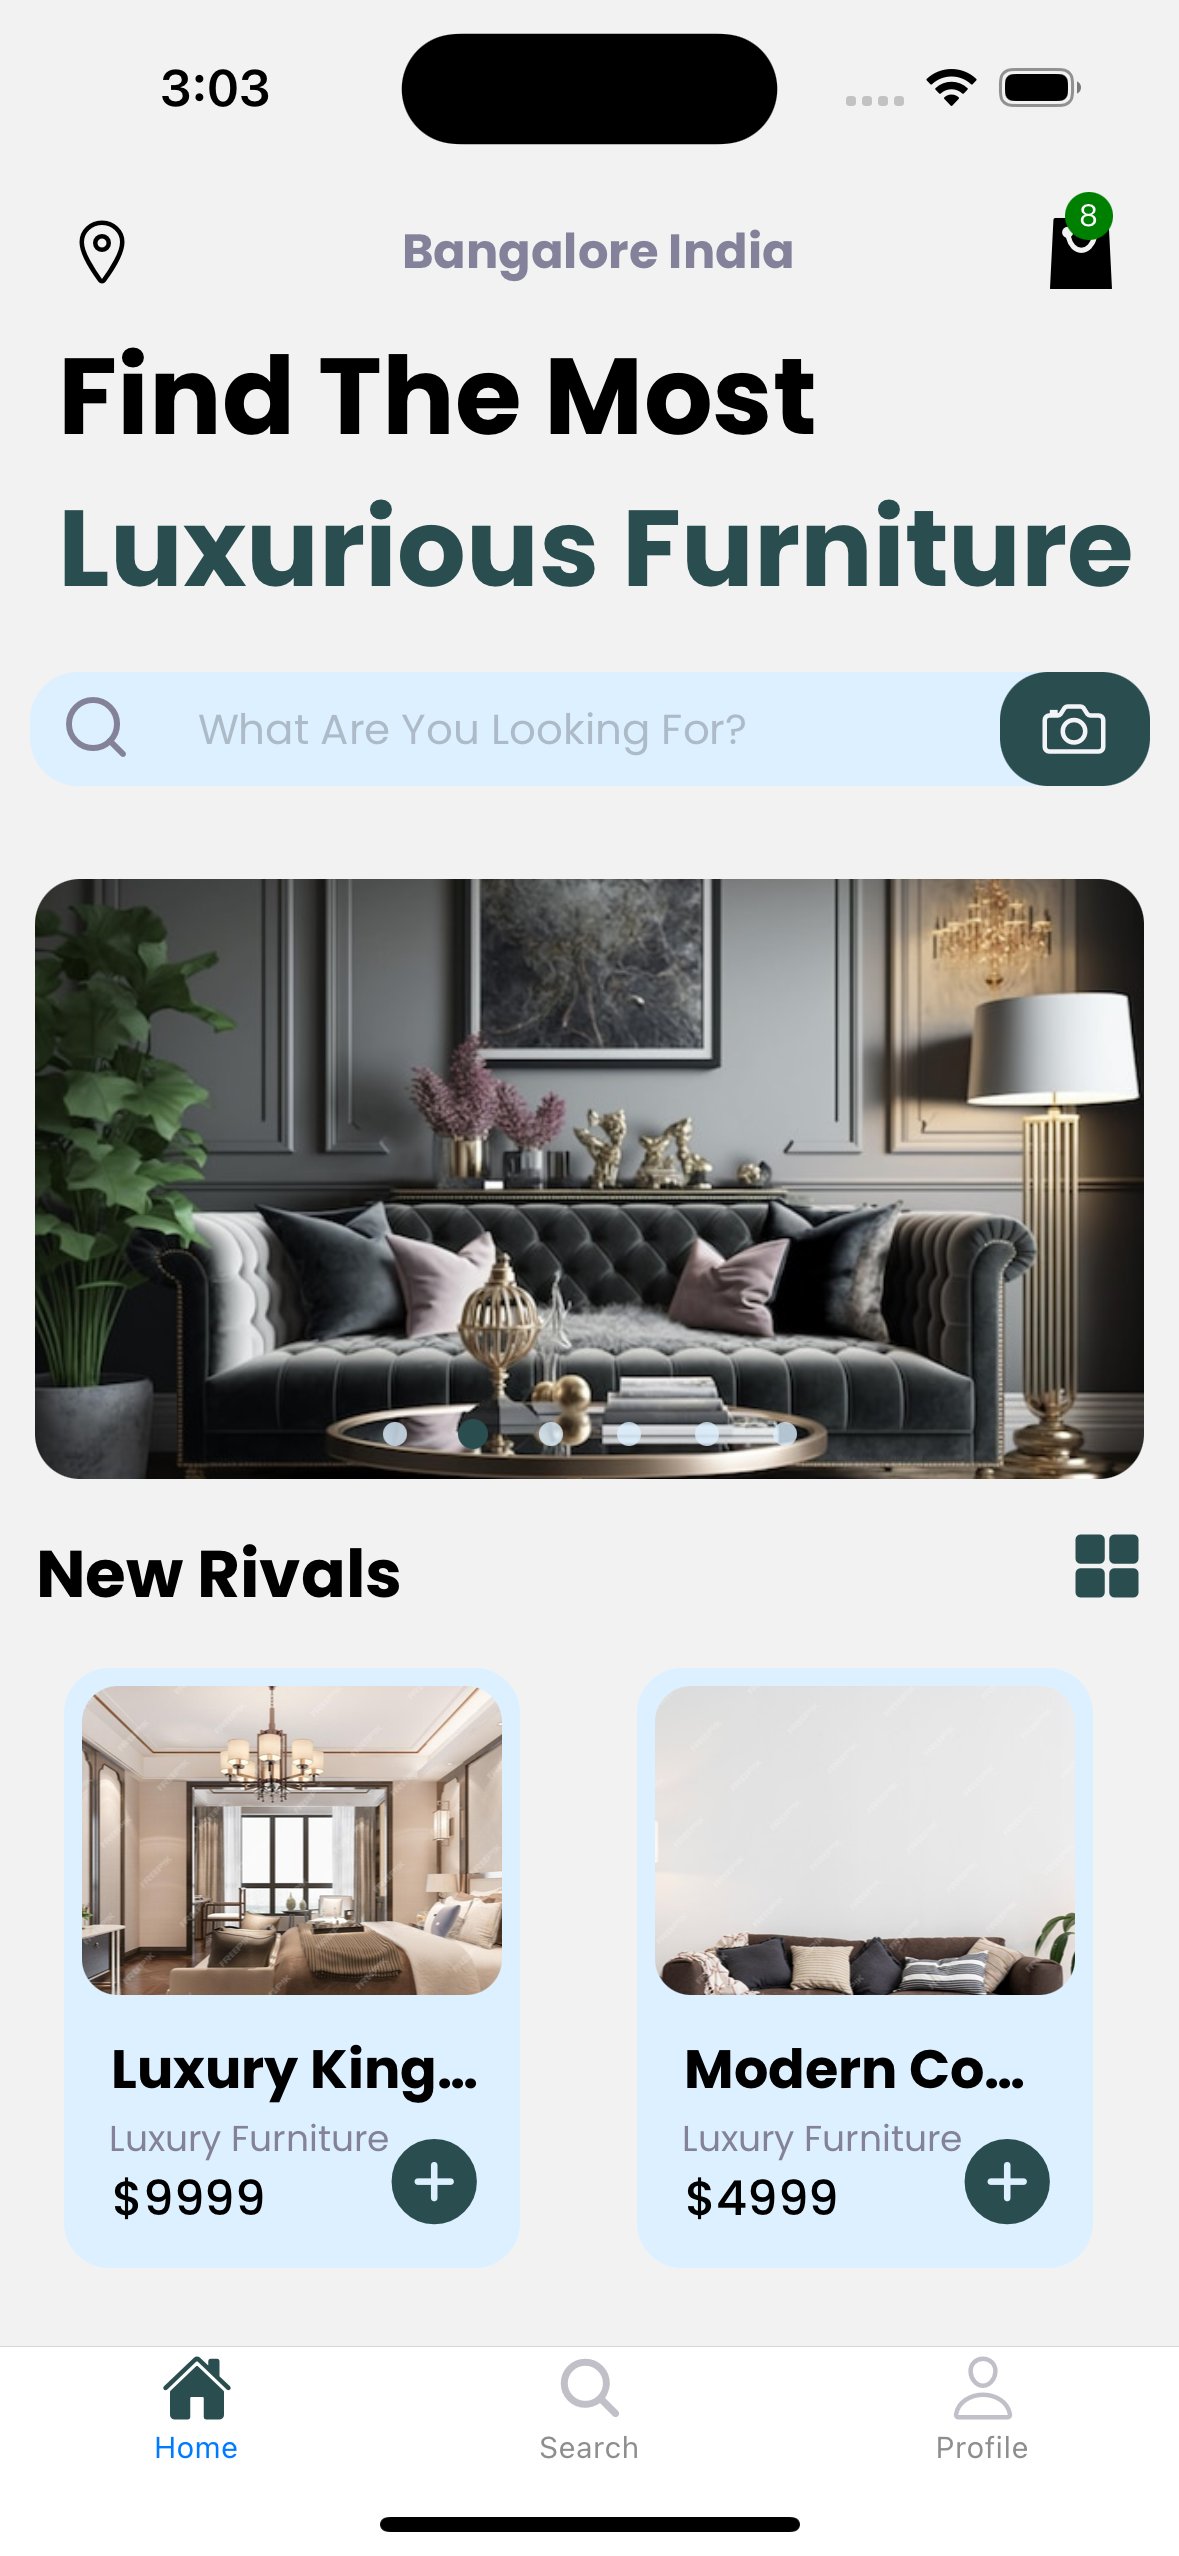 3:03
Bangalore India
8
Find The Most
Luxurious Furniture
What Are You Looking For?
New Rivals
Luxury King...
Luxury Furniture
$9999
Modern Co...
Luxury Furniture
$4999
Home
Search
Profile